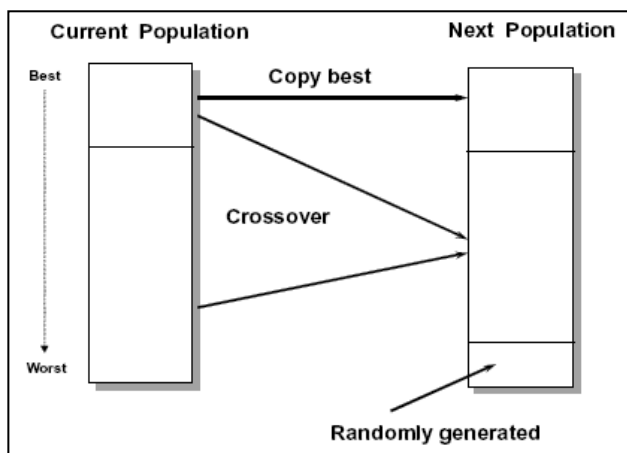 Current Population
Next Population
Best
Copy best
Crossover
Worst
Randomly generated